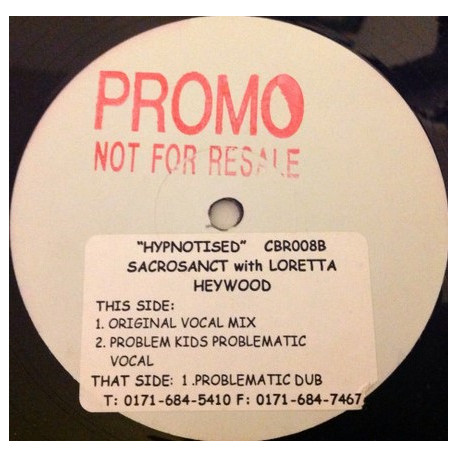 PROMO
NOT FOR RESALE
"HYPNOTISED" CBR008B
SACROSANCT with LORETTA
HEYWOOD
THIS SIDE:
1. ORIGINAL VOCAL MIX
2. PROBLEM KIDS PROBLEMATIC
VOCAL
THAT SIDE: 1 .PROBLEMATIC DUB
T: 0171-684-5410 F: 0171-684-7467